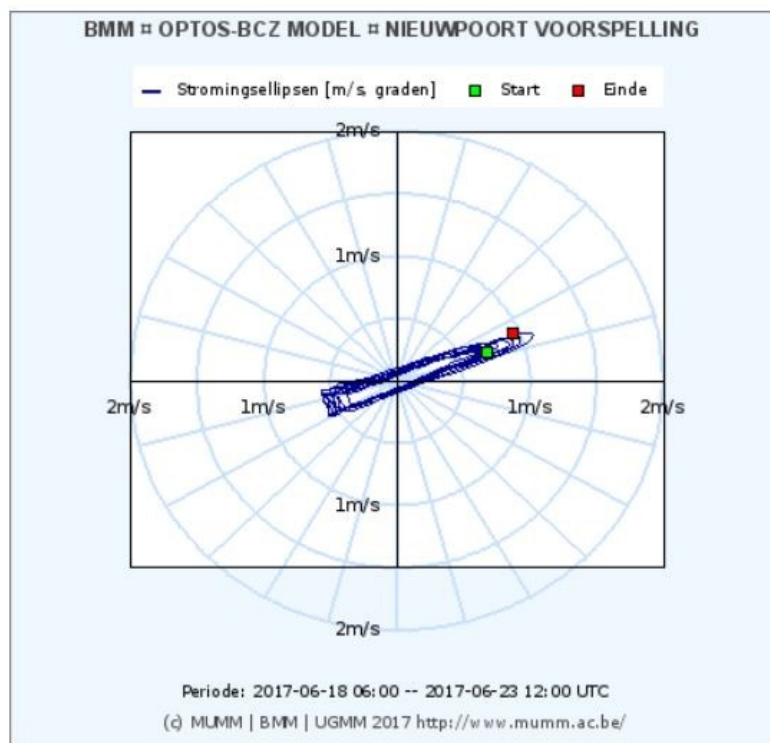 BMM ¤ OPTOS-BCZ MODEL ¤ NIEUWPOORT VOORSPELLING
Stromingsellipsen [m/s, graden] Start Einde
2m/s
1m/s
2m/s 1m/s 1m/s 2m/s
1m/s
2m/s
Periode: 2017-06-18 06:00 -- 2017-06-23 12:00 UTC
(c) MUMM | BMM | UGMM 2017 http://www.mumm.ac.be/